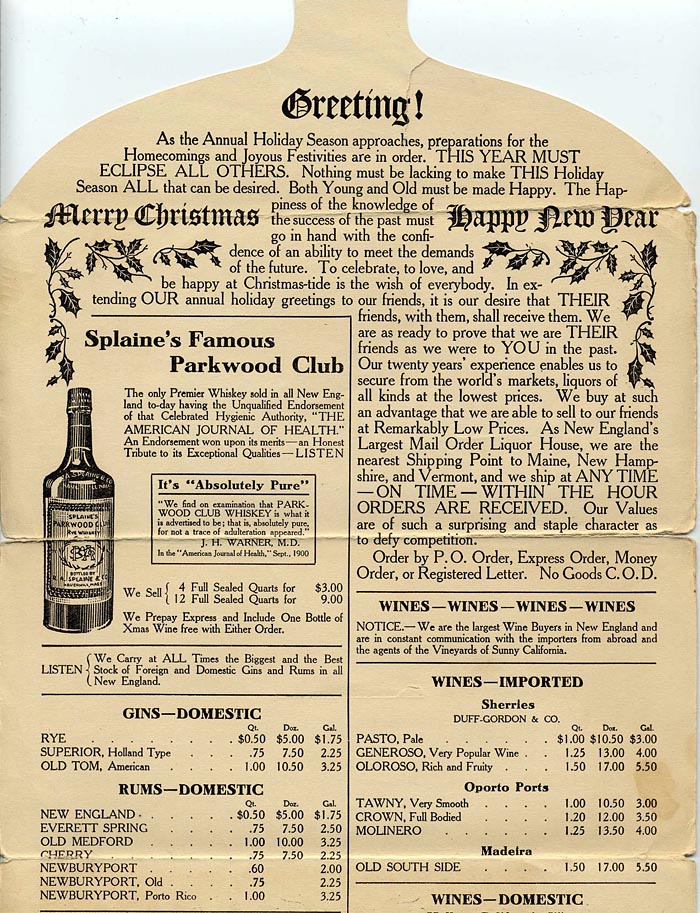 Greeting!
As the Annual Holiday Season approaches, preparations for the
Homecomings and Joyous Festivities are in order. THIS YEAR MUST
ECLIPSE ALL OTHERS. Nothing must be lacking to make THIS Holiday
Season ALL that can be desired. Both Young and Old must be made Happy. The Hap-
Merry Christmas
piness of the knowledge of
the success of the past must
go in hand with the confi-
Happy New Year
dence of an ability to meet the demands
of the future. To celebrate, to love, and
be happy at Christmas-tide is the wish of everybody. In ex-
tending OUR annual holiday greetings to our friends, it is our desire that THEIR
friends, with them, shall receive them. We
are as ready to prove that we are THEIR
friends as we were to YOU in the past.
Our twenty years' experience enables us to
secure from the world's markets, liquors of
all kinds at the lowest prices. We buy at such
an advantage that we are able to sell to our friends
at Remarkably Low Prices. As New England's
Largest Mail Order Liquor House, we are the
nearest Shipping Point to Maine, New Hamp-
shire, and Vermont, and we ship at ANY TIME
—ON TIME—WITHIN THE HOUR
ORDERS ARE RECEIVED. Our Values
are of such a surprising and staple character as
to defy competition.
Order by P. O. Order, Express Order, Money
Order, or Registered Letter. No Goods C. O. D.
Splaine's Famous
Parkwood Club
The only Premier Whiskey sold in all New Eng-
land to-day having the Unqualified Endorsement
of that Celebrated Hygienic Authority, "THE
AMERICAN JOURNAL OF HEALTH."
An Endorsement won upon its merits—an Honest
Tribute to its Exceptional Qualities—LISTEN
SPLAINE'S
PARKWOOD CLUB
RYE WHISKEY
BOTTLED BY
D. A. SPLAINE & CO.
It's "Absolutely Pure"
"We find on examination that PARK-
WOOD CLUB WHISKEY is what it
is advertised to be; that is, absolutely pure,
for not a trace of adulteration appeared."
J. H. WARNER, M.D.
In the "American Journal of Health," Sept., 1900
We Sell { 4 Full Sealed Quarts for $3.00
12 Full Sealed Quarts for 9.00
We Prepay Express and Include One Bottle of
Xmas Wine free with Either Order.
LISTEN { We Carry at ALL Times the Biggest and the Best
Stock of Foreign and Domestic Gins and Rums in all
New England.
GINS—DOMESTIC
Qt. Doz. Gal.
RYE . . . . . . . $0.50 $5.00 $1.75
SUPERIOR, Holland Type . . . .75 7.50 2.25
OLD TOM, American . . . . 1.00 10.50 3.25
RUMS—DOMESTIC
Qt. Doz. Gal.
NEW ENGLAND . . . . . $0.50 $5.00 $1.75
EVERETT SPRING . . . . . .75 7.50 2.50
OLD MEDFORD . . . . . 1.00 10.00 3.25
CHERRY . . . . . . .75 7.50 2.25
NEWBURYPORT . . . . . .60 2.00
NEWBURYPORT, Old . . . . .75 2.25
NEWBURYPORT, Porto Rico . . . 1.00 3.25
WINES—WINES—WINES—WINES
NOTICE.—We are the largest Wine Buyers in New England and
are in constant communication with the importers from abroad and
the agents of the Vineyards of Sunny California.
WINES—IMPORTED
Sherries
DUFF-GORDON & CO.
Qt. Doz. Gal.
PASTO, Pale . . . . . $1.00 $10.50 $3.00
GENEROSO, Very Popular Wine . . 1.25 13.00 4.00
OLOROSO, Rich and Fruity . . . 1.50 17.00 5.50
Oporto Ports
TAWNY, Very Smooth . . . . 1.00 10.50 3.00
CROWN, Full Bodied . . . . 1.20 12.00 3.50
MOLINERO . . . . . 1.25 13.50 4.00
Madeira
OLD SOUTH SIDE . . . . 1.50 17.00 5.50
WINES—DOMESTIC